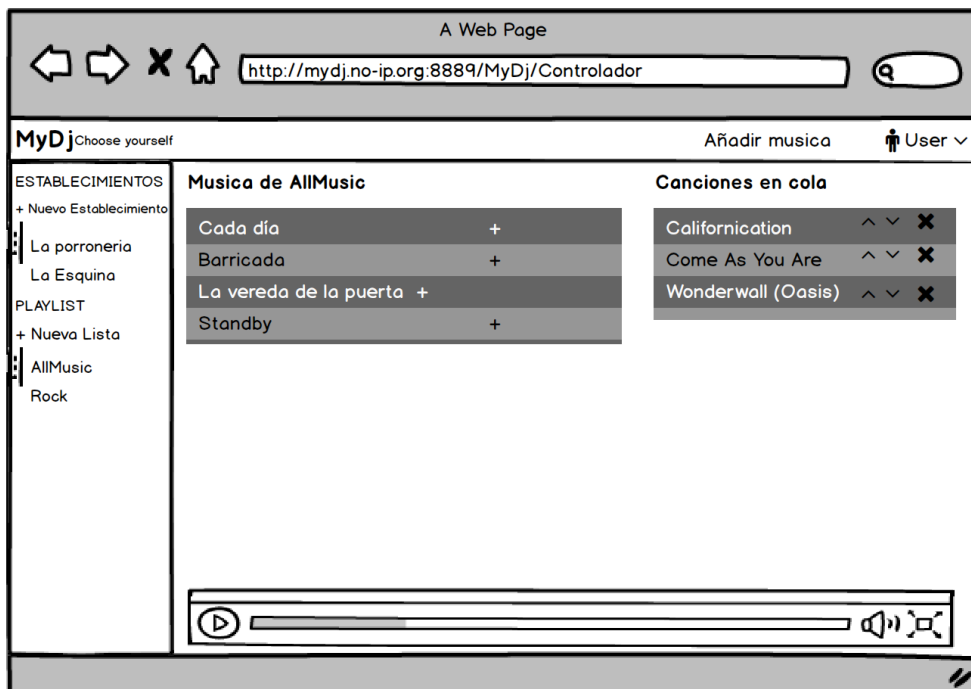 A Web Page
http://mydj.no-ip.org:8889/MyDj/Controlador
MyDj Choose yourself
Añadir musica
User
ESTABLECIMIENTOS
+ Nuevo Establecimiento
La porroneria
La Esquina
PLAYLIST
+ Nueva Lista
AllMusic
Rock
Musica de AllMusic
Cada día +
Barricada +
La vereda de la puerta +
Standby +
Canciones en cola
Californication
Come As You Are
Wonderwall (Oasis)